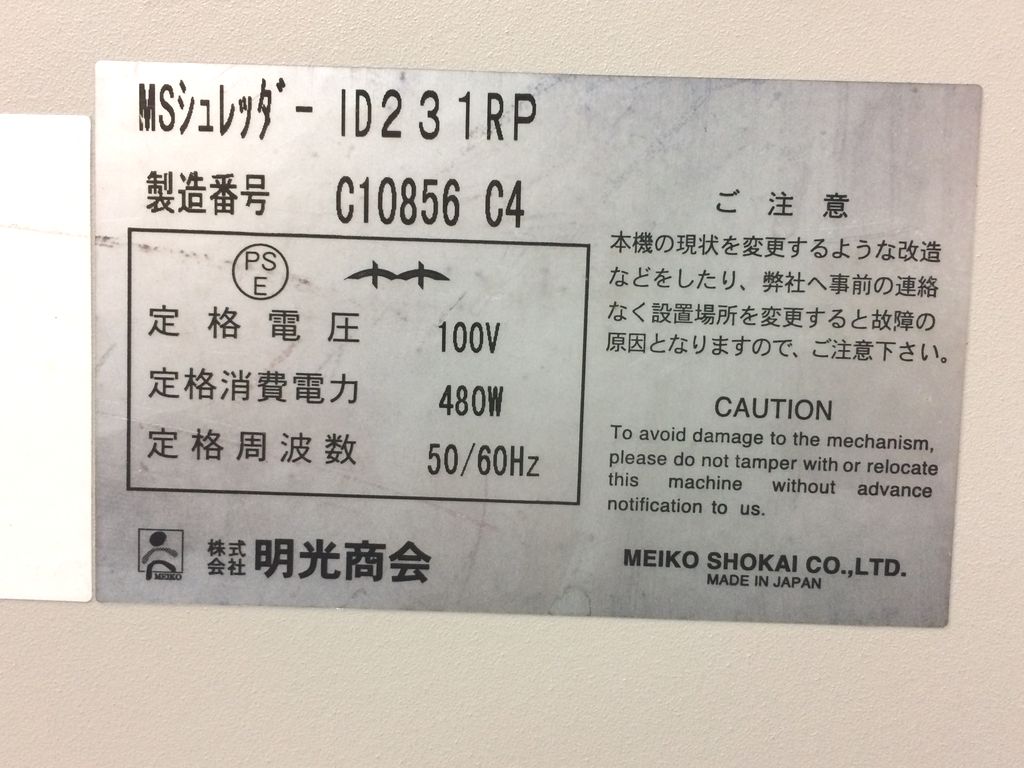 MSｼｭﾚｯﾀﾞｰ ID231RP
製造番号 C10856 C4
PS
E
定格電圧 100V
定格消費電力 480W
定格周波数 50/60Hz
MEIKO
株式
会社 明光商会
ご注意
本機の現状を変更するような改造
などをしたり、弊社へ事前の連絡
なく設置場所を変更すると故障の
原因となりますので、ご注意下さい。
CAUTION
To avoid damage to the mechanism,
please do not tamper with or relocate
this machine without advance
notification to us.
MEIKO SHOKAI CO.,LTD.
MADE IN JAPAN